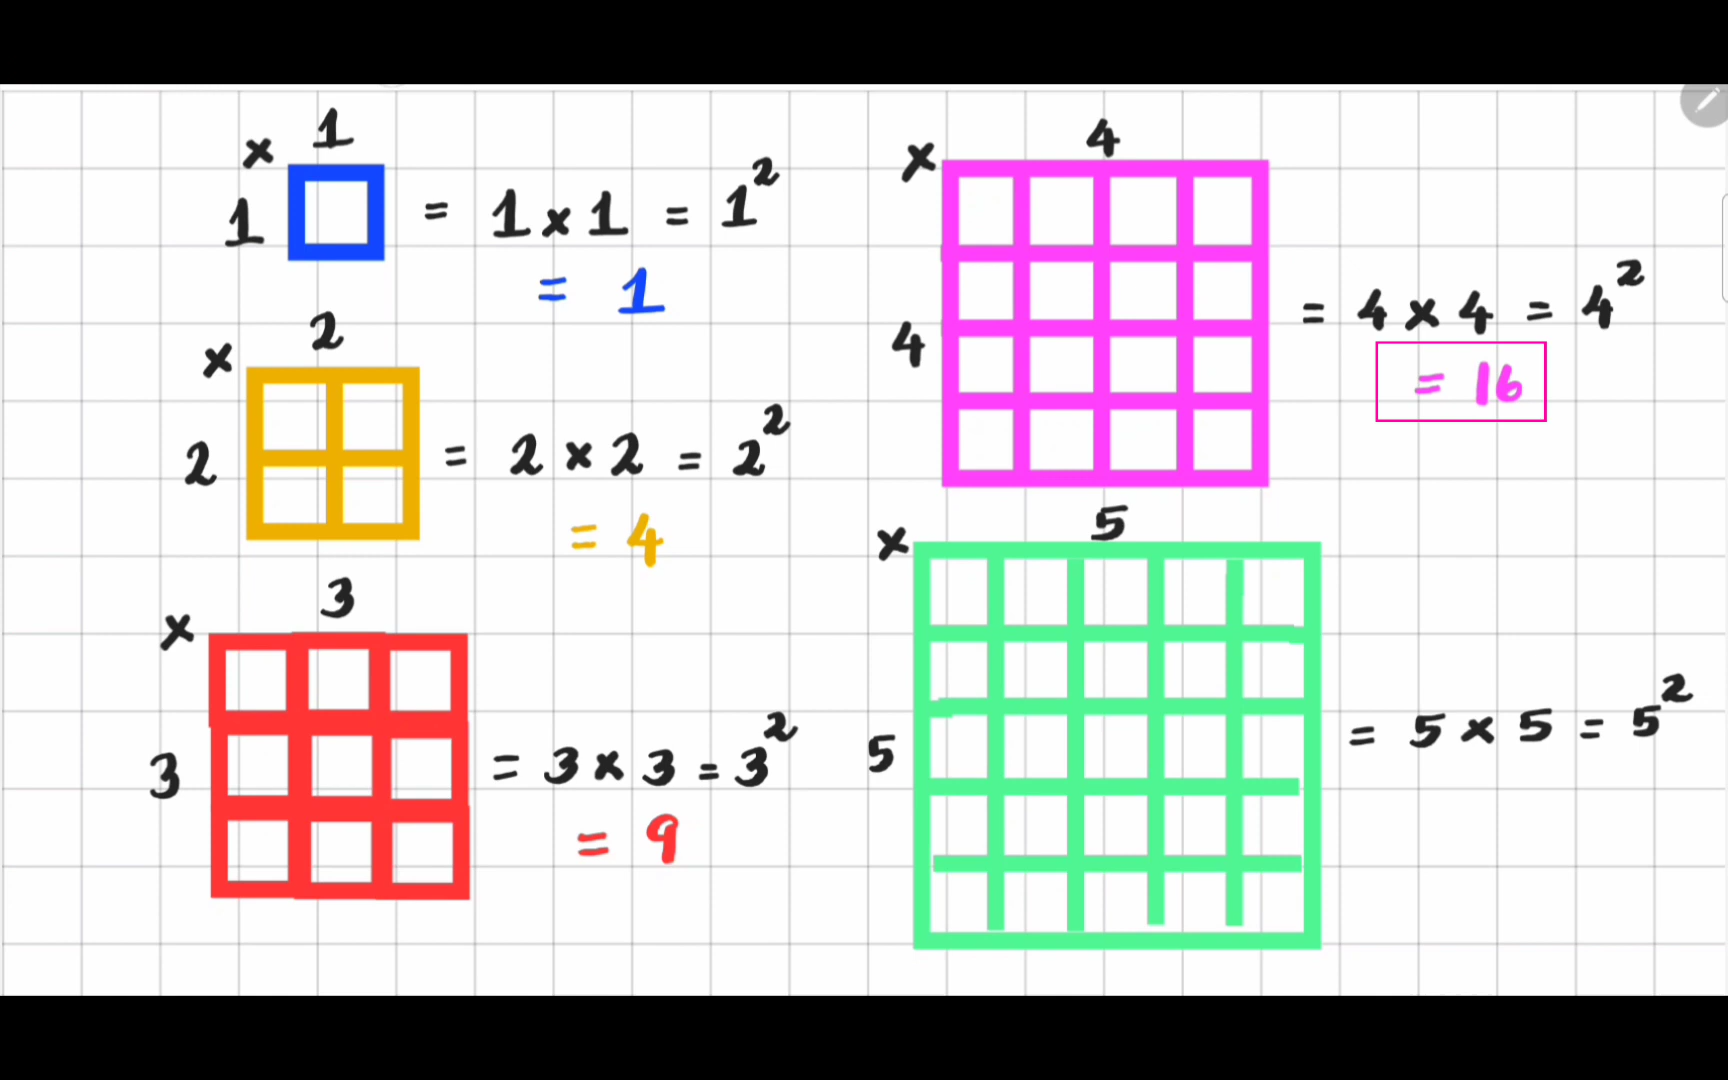 × 1
1 = 1 × 1 = 1²
= 1
× 2
2 = 2 × 2 = 2²
= 4
× 3
3 = 3 × 3 = 3²
= 9
× 4
4 = 4 × 4 = 4²
= 16
× 5
5 = 5 × 5 = 5²